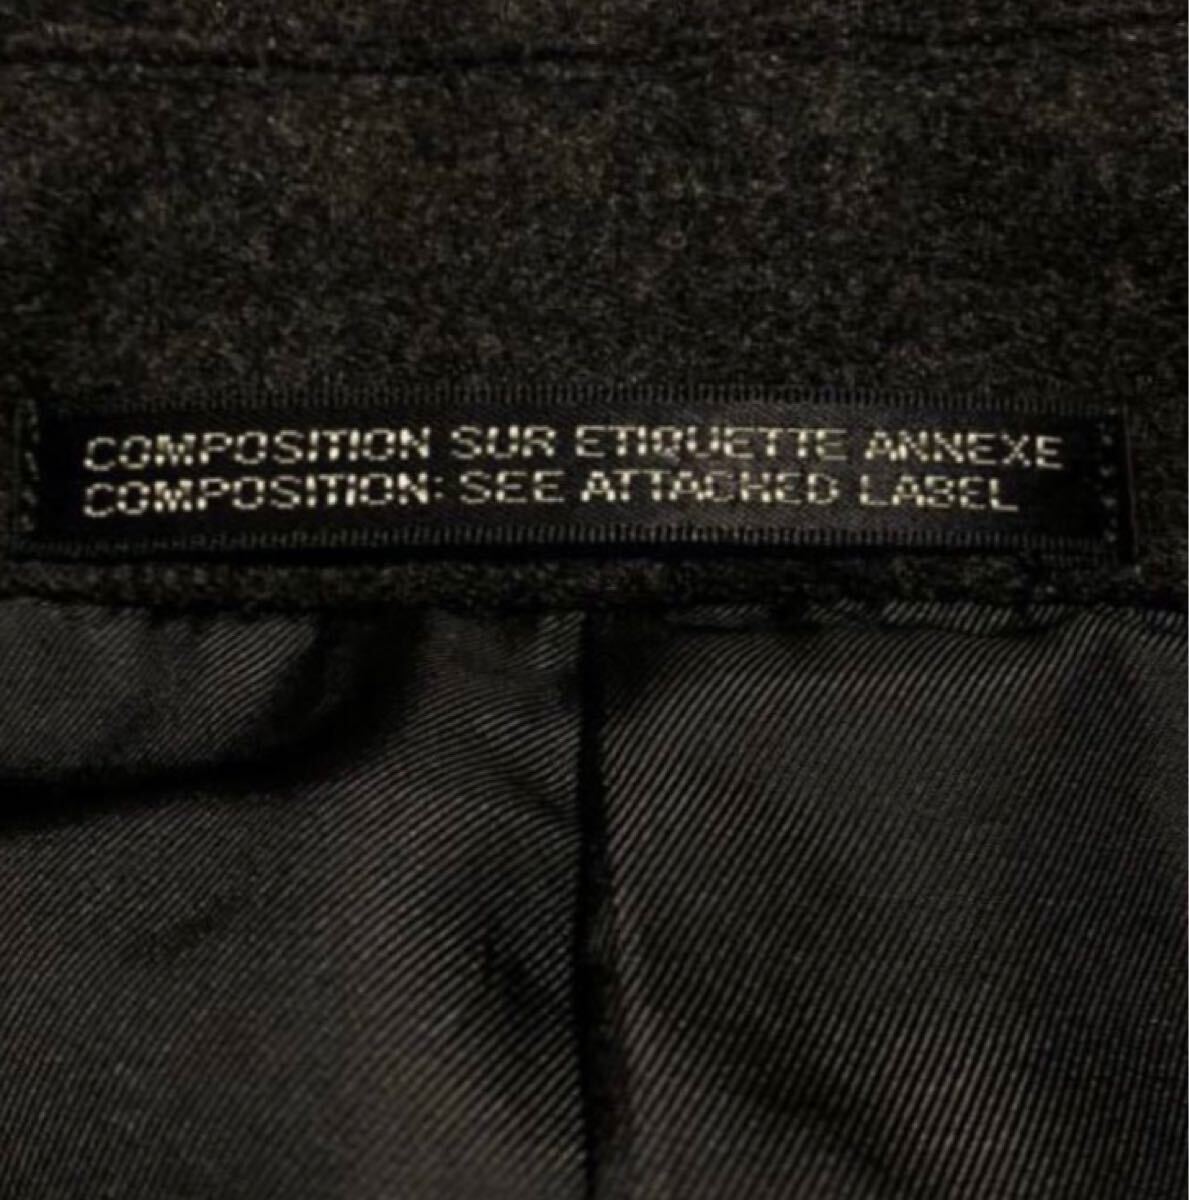 COMPOSITION SUR ETIQUETTE ANNEXE
COMPOSITION: SEE ATTACHED LABEL